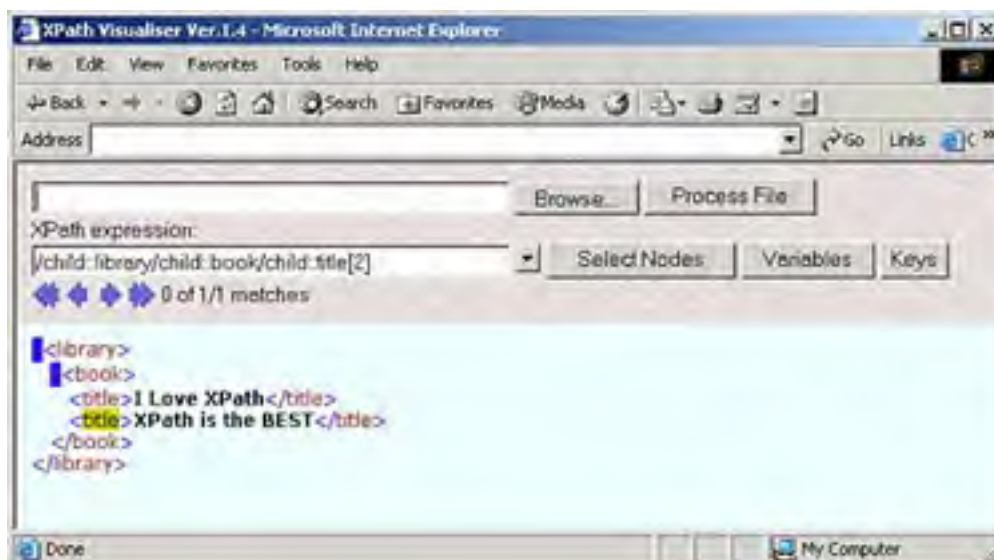 XPath Visualiser Ver.1.4 - Microsoft Internet Explorer
File Edit View Favorites Tools Help
Back Search Favorites Media
Address Go Links
Browse... Process File
XPath expression:
/child::library/child::book/child::title[2] Select Nodes Variables Keys
0 of 1/1 matches
<library>
<book>
<title>I Love XPath</title>
<title>XPath is the BEST</title>
</book>
</library>
Done My Computer